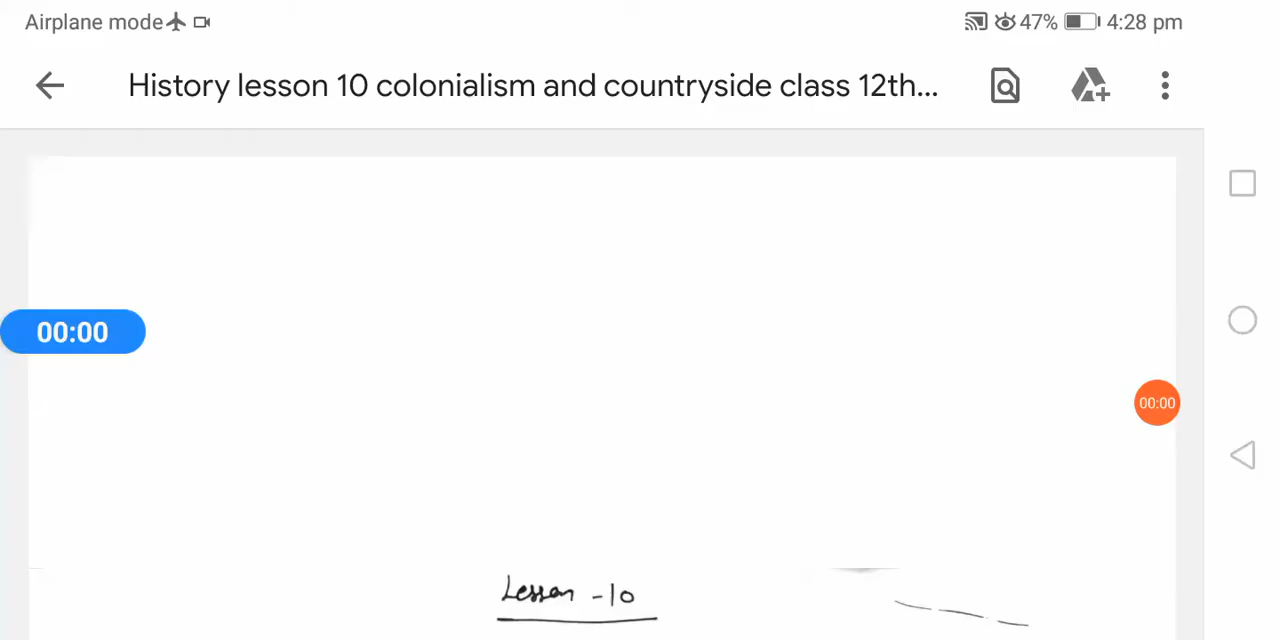 Airplane mode 47% 4:28 pm
History lesson 10 colonialism and countryside class 12th...
00:00
00:00
Lesson - 10